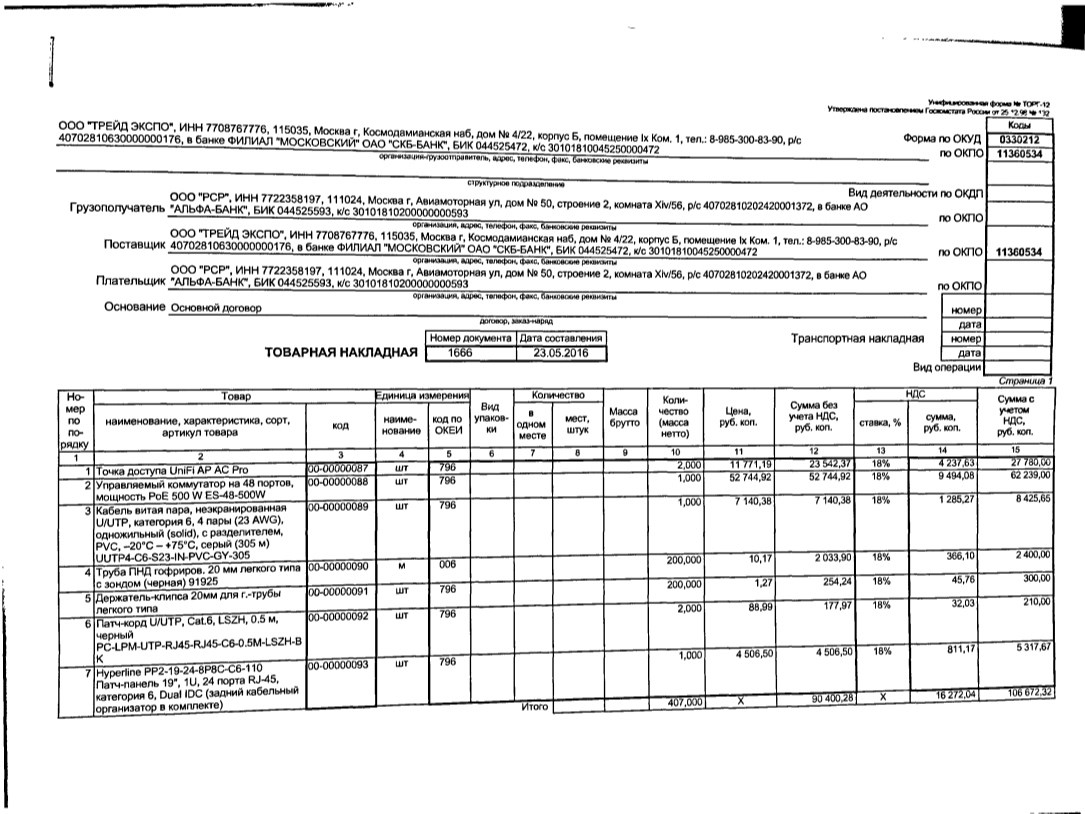 Унифицированная форма № ТОРГ-12
Утверждена постановлением Госкомстата России от 25.12.98 № 132
Коды
ООО "ТРЕЙД ЭКСПО", ИНН 7708767776, 115035, Москва г, Космодамианская наб, дом № 4/22, корпус Б, помещение Iх Ком. 1, тел.: 8-985-300-83-90, р/с
Форма по ОКУД 0330212
40702810630000000176, в банке ФИЛИАЛ "МОСКОВСКИЙ" ОАО "СКБ-БАНК", БИК 044525472, к/с 30101810045250000472
по ОКПО 11360534
организация-грузоотправитель, адрес, телефон, факс, банковские реквизиты
структурное подразделение
Вид деятельности по ОКДП
ООО "РСР", ИНН 7722358197, 111024, Москва г, Авиамоторная ул, дом № 50, строение 2, комната Xiv/56, р/с 40702810202420001372, в банке АО
Грузополучатель "АЛЬФА-БАНК", БИК 044525593, к/с 30101810200000000593
по ОКПО
организация, адрес, телефон, факс, банковские реквизиты
ООО "ТРЕЙД ЭКСПО", ИНН 7708767776, 115035, Москва г, Космодамианская наб, дом № 4/22, корпус Б, помещение Iх Ком. 1, тел.: 8-985-300-83-90, р/с
Поставщик 40702810630000000176, в банке ФИЛИАЛ "МОСКОВСКИЙ" ОАО "СКБ-БАНК", БИК 044525472, к/с 30101810045250000472
по ОКПО 11360534
организация, адрес, телефон, факс, банковские реквизиты
ООО "РСР", ИНН 7722358197, 111024, Москва г, Авиамоторная ул, дом № 50, строение 2, комната Xiv/56, р/с 40702810202420001372, в банке АО
Плательщик "АЛЬФА-БАНК", БИК 044525593, к/с 30101810200000000593
по ОКПО
организация, адрес, телефон, факс, банковские реквизиты
Основание Основной договор
номер
договор, заказ-наряд
дата
Номер документа Дата составления
Транспортная накладная номер
ТОВАРНАЯ НАКЛАДНАЯ 1666 23.05.2016
дата
Вид операции
Страница 1
Но-мер по по-рядку Товар Единица измерения Вид упаков-ки Количество Масса брутто Коли-чество (масса нетто) Цена, руб. коп. Сумма без учета НДС, руб. коп. НДС Сумма с учетом НДС, руб. коп.
наименование, характеристика, сорт, артикул товара код наиме-нование код по ОКЕИ в одном месте мест, штук ставка, % сумма, руб. коп.
1 2 3 4 5 6 7 8 9 10 11 12 13 14 15
1 Точка доступа UniFi AP AC Pro 00-00000087 шт 796 2,000 11 771,19 23 542,37 18% 4 237,63 27 780,00
2 Управляемый коммутатор на 48 портов, 00-00000088 шт 796 1,000 52 744,92 52 744,92 18% 9 494,08 62 239,00
мощность PoE 500 W ES-48-500W
3 Кабель витая пара, неэкранированная 00-00000089 шт 796 1,000 7 140,38 7 140,38 18% 1 285,27 8 425,65
U/UTP, категория 6, 4 пары (23 AWG),
одножильный (solid), с разделителем,
PVC, –20°C – +75°C, серый (305 м)
UUTP4-C6-S23-IN-PVC-GY-305
4 Труба ПНД гофриров. 20 мм легкого типа 00-00000090 м 006 200,000 10,17 2 033,90 18% 366,10 2 400,00
с зондом (черная) 91925
5 Держатель-клипса 20мм для г.-трубы 00-00000091 шт 796 200,000 1,27 254,24 18% 45,76 300,00
легкого типа
6 Патч-корд U/UTP, Cat.6, LSZH, 0.5 м, 00-00000092 шт 796 2,000 88,99 177,97 18% 32,03 210,00
черный
PC-LPM-UTP-RJ45-RJ45-C6-0.5M-LSZH-B
K
7 Hyperline PP2-19-24-8P8C-C6-110 00-00000093 шт 796 1,000 4 506,50 4 506,50 18% 811,17 5 317,67
Патч-панель 19", 1U, 24 порта RJ-45,
категория 6, Dual IDC (задний кабельный
организатор в комплекте)
Итого 407,000 X 90 400,28 X 16 272,04 106 672,32